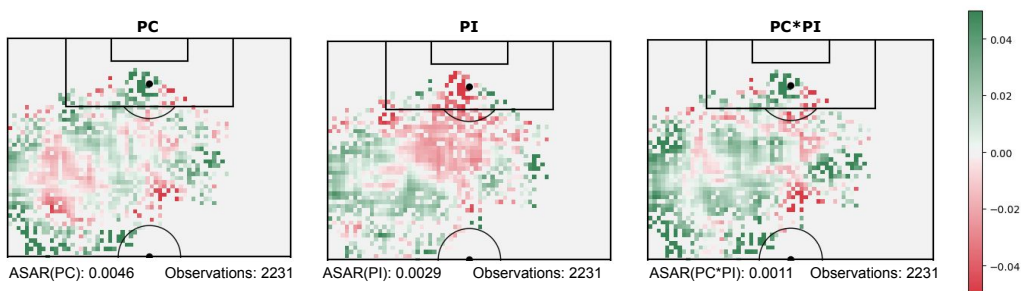 PC
PI
PC*PI
ASAR(PC): 0.0046 Observations: 2231
ASAR(PI): 0.0029 Observations: 2231
ASAR(PC*PI): 0.0011 Observations: 2231
0.04
0.02
0.00
−0.02
−0.04